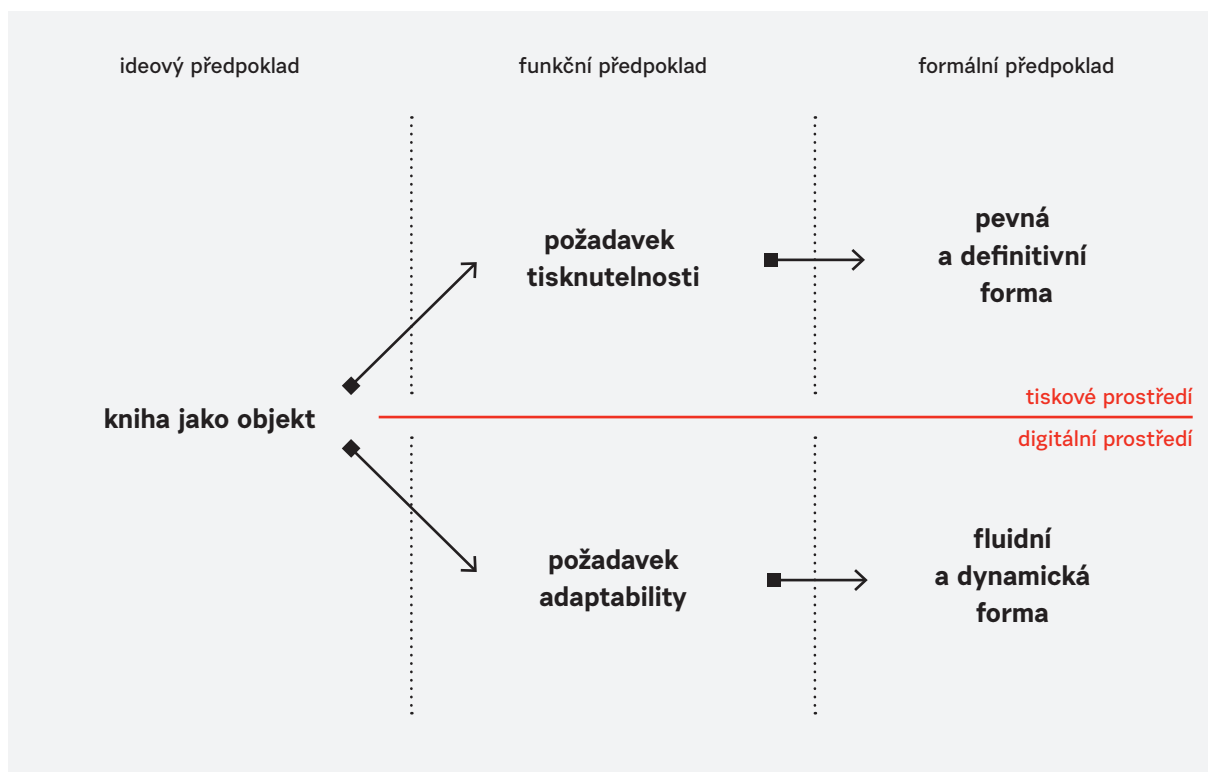 ideový předpoklad
funkční předpoklad
formální předpoklad
požadavek
tisknutelnosti
pevná
a definitivní
forma
kniha jako objekt
tiskové prostředí
digitální prostředí
požadavek
adaptability
fluidní
a dynamická
forma